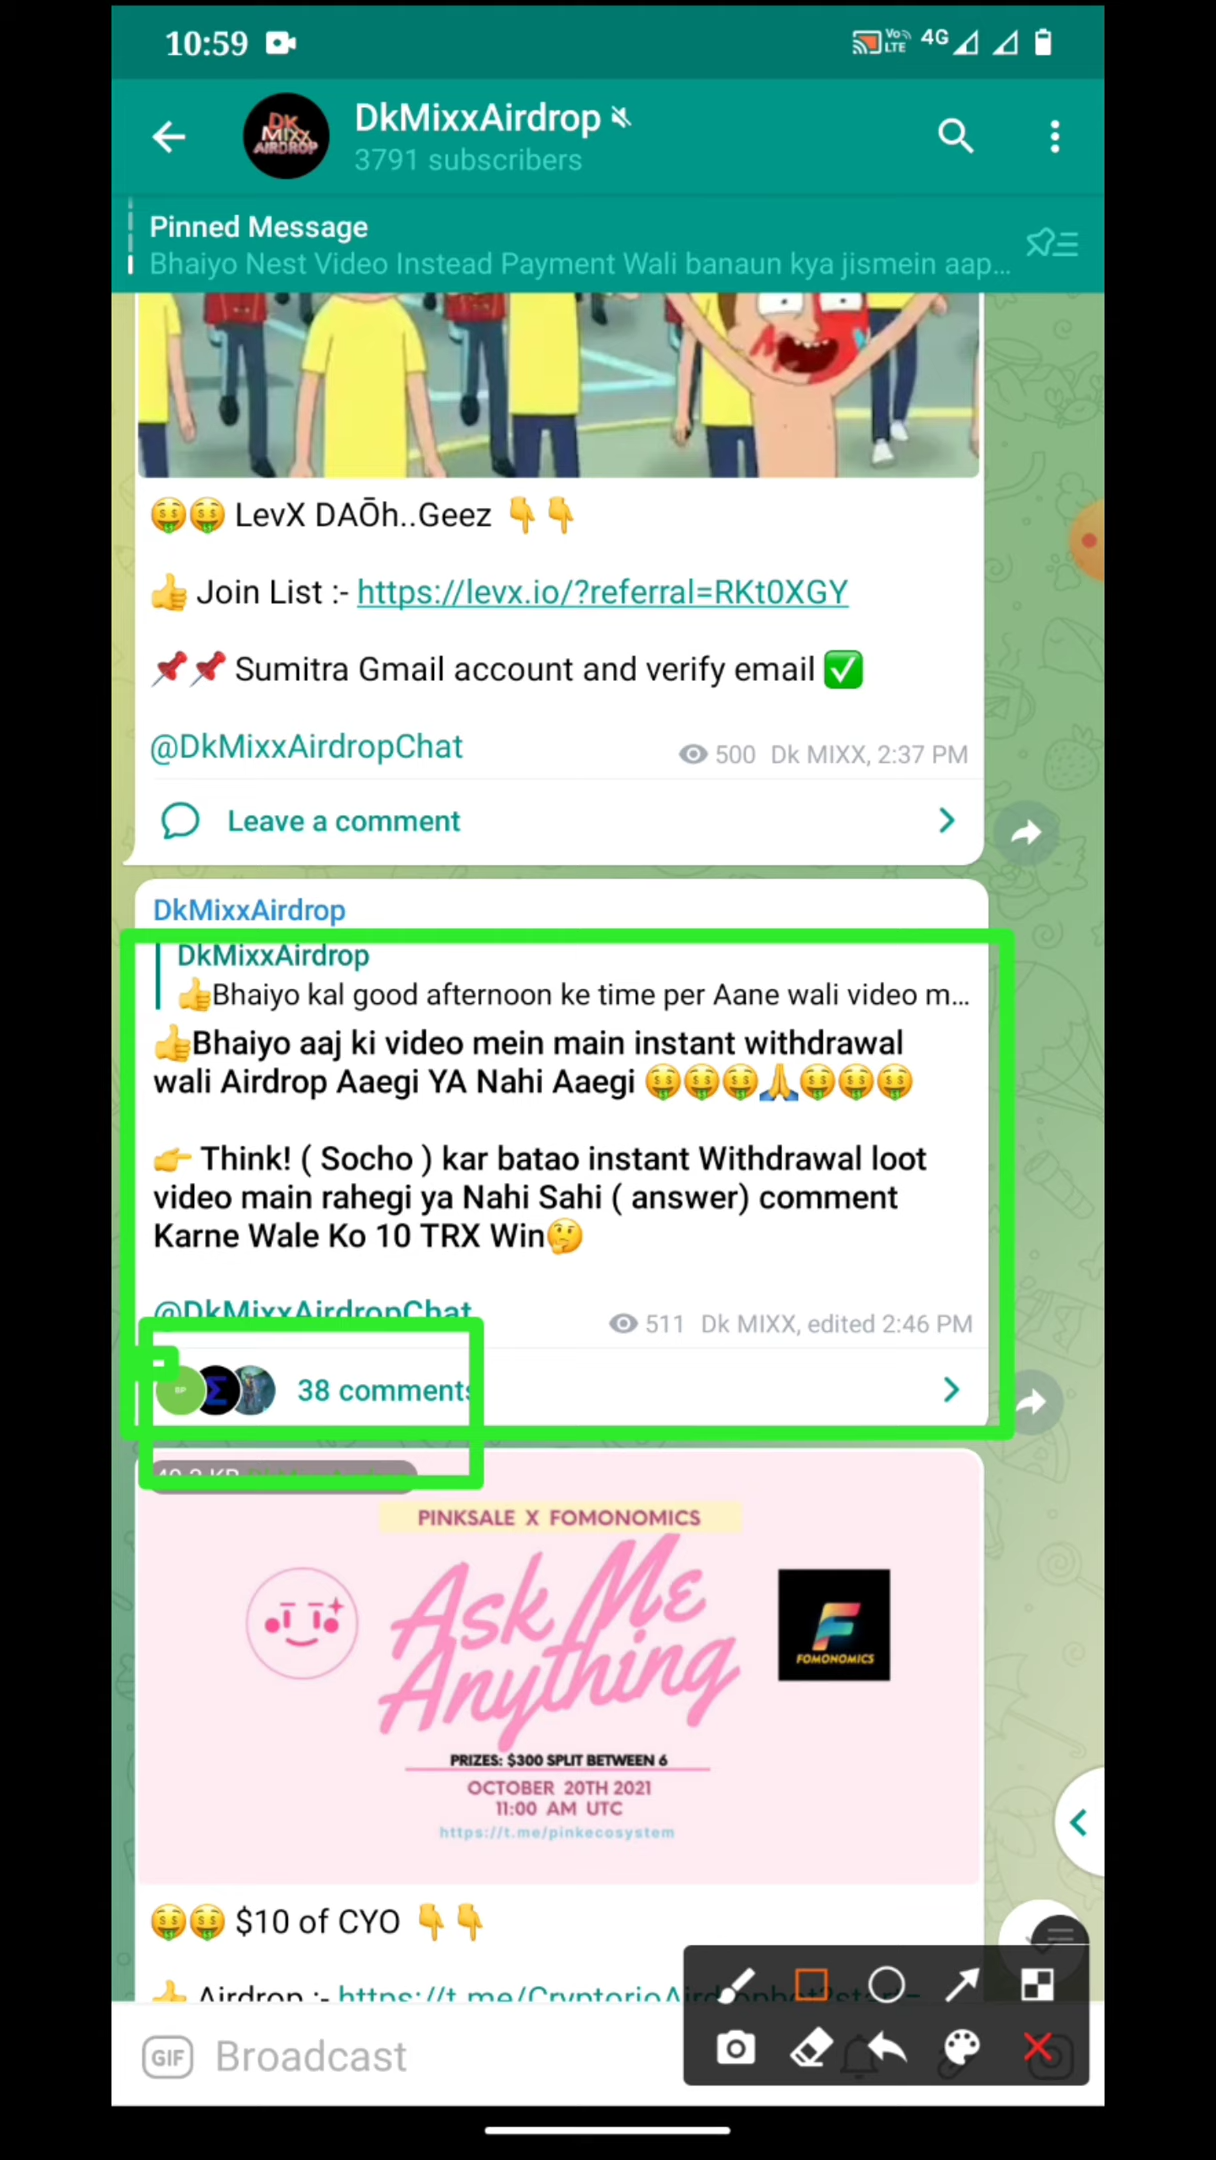 10:59
Vo LTE 4G
DK MIXX AIRDROP
DkMixxAirdrop
3791 subscribers
Pinned Message
Bhaiyo Nest Video Instead Payment Wali banaun kya jismein aap...
🤑🤑 LevX DAŌh..Geez 👇👇
👍 Join List :- https://levx.io/?referral=RKt0XGY
📌📌 Sumitra Gmail account and verify email ✅
@DkMixxAirdropChat
500 Dk MIXX, 2:37 PM
Leave a comment
DkMixxAirdrop
DkMixxAirdrop
👍Bhaiyo kal good afternoon ke time per Aane wali video m...
👍Bhaiyo aaj ki video mein main instant withdrawal
wali Airdrop Aaegi YA Nahi Aaegi 🤑🤑🤑🙏🤑🤑🤑
👉 Think! ( Socho ) kar batao instant Withdrawal loot
video main rahegi ya Nahi Sahi ( answer) comment
Karne Wale Ko 10 TRX Win🤔
@DkMixxAirdropChat
511 Dk MIXX, edited 2:46 PM
38 comments
PINKSALE X FOMONOMICS
Ask Me
Anything
FOMONOMICS
PRIZES: $300 SPLIT BETWEEN 6
OCTOBER 20TH 2021
11:00 AM UTC
https://t.me/pinkecosystem
🤑🤑 $10 of CYO 👇👇
👍 Airdrop :-
GIF Broadcast